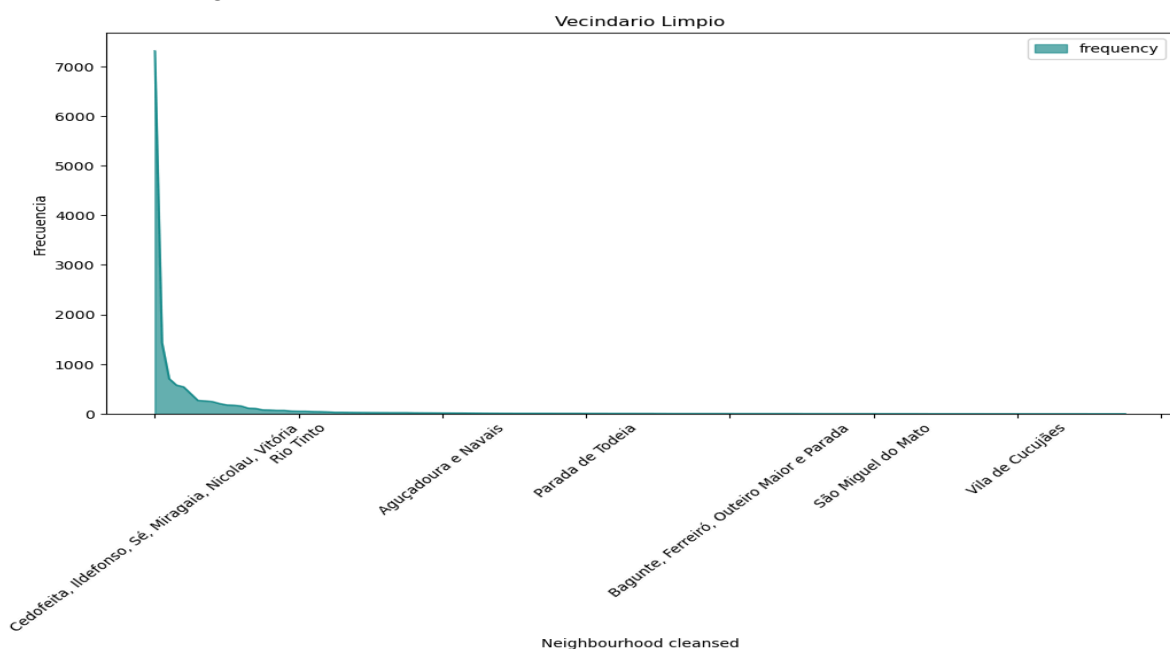 Vecindario Limpio
frequency
7000
6000
5000
4000
3000
2000
1000
0
Frecuencia
Cedofeita, Ildefonso, Sé, Miragaia, Nicolau, Vitória
Rio Tinto
Aguçadoura e Navais
Parada de Todeia
Bagunte, Ferreiró, Outeiro Maior e Parada
São Miguel do Mato
Vila de Cucujães
Neighbourhood cleansed